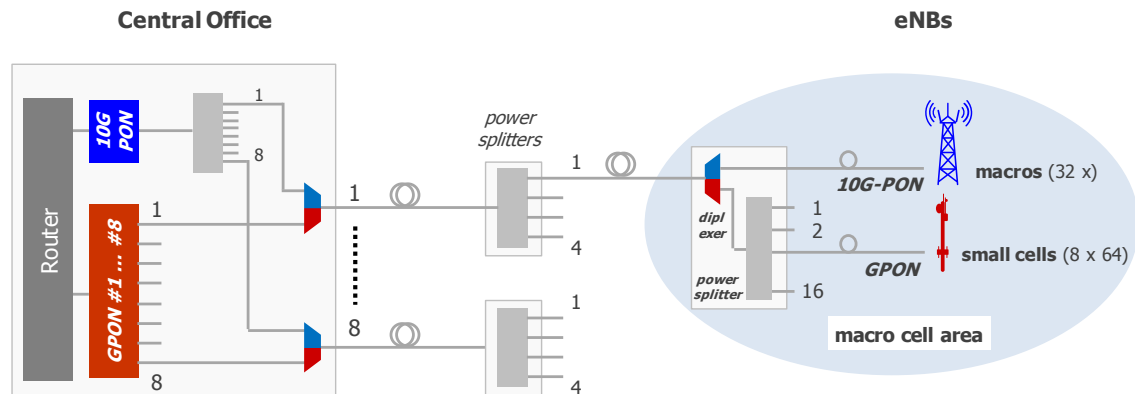 Central Office
eNBs
Router
10G
PON
1
8
GPON #1 ... #8
1
8
1
8
power
splitters
1
4
1
4
dipl
exer
power
splitter
1
2
16
10G-PON
GPON
macros (32 x)
small cells (8 x 64)
macro cell area